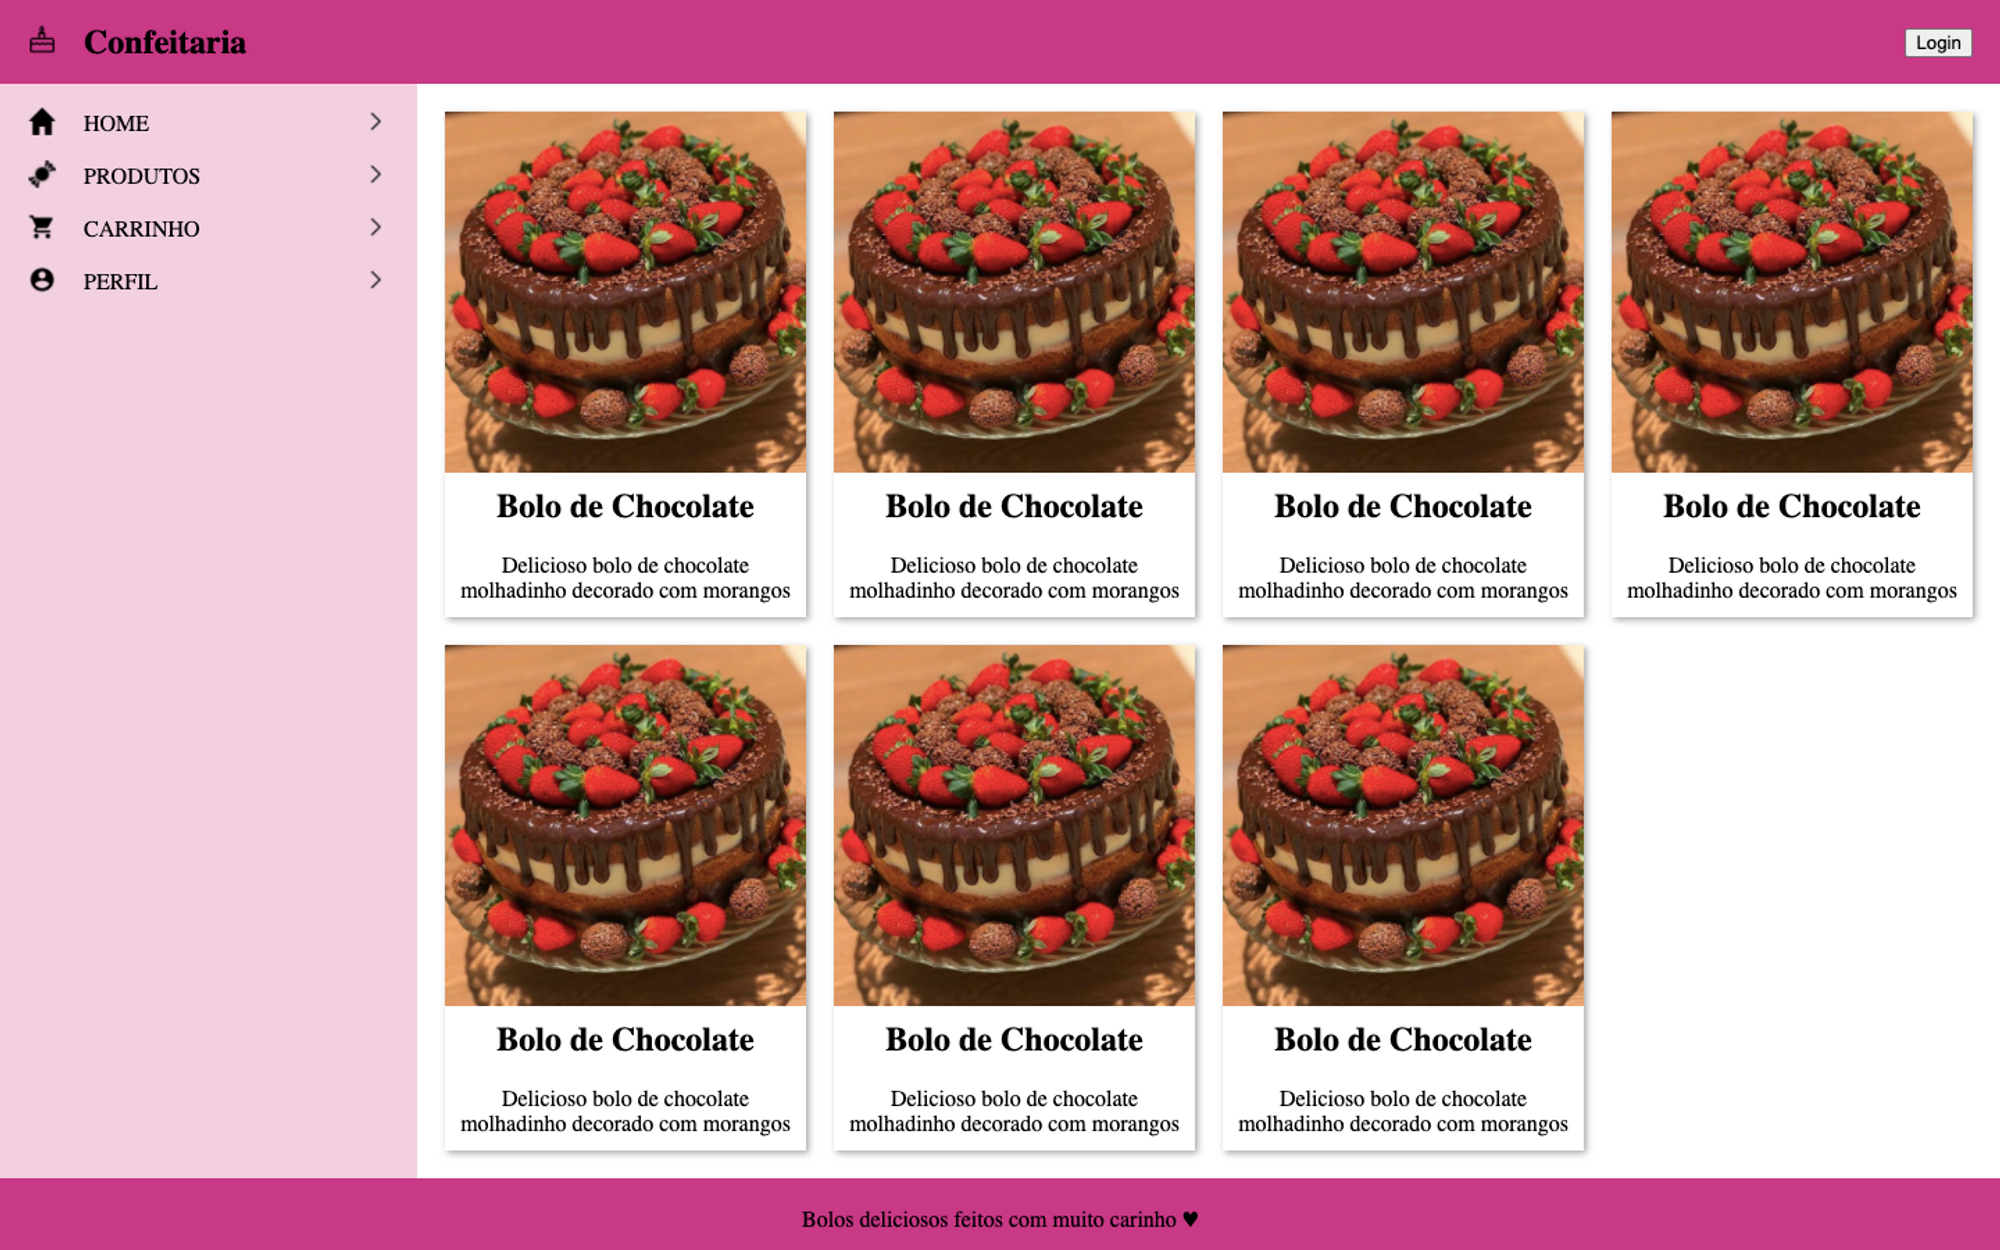 Confeitaria
Login
HOME
PRODUTOS
CARRINHO
PERFIL
Bolo de Chocolate
Delicioso bolo de chocolate
molhadinho decorado com morangos
Bolo de Chocolate
Delicioso bolo de chocolate
molhadinho decorado com morangos
Bolo de Chocolate
Delicioso bolo de chocolate
molhadinho decorado com morangos
Bolo de Chocolate
Delicioso bolo de chocolate
molhadinho decorado com morangos
Bolo de Chocolate
Delicioso bolo de chocolate
molhadinho decorado com morangos
Bolo de Chocolate
Delicioso bolo de chocolate
molhadinho decorado com morangos
Bolo de Chocolate
Delicioso bolo de chocolate
molhadinho decorado com morangos
Bolos deliciosos feitos com muito carinho ♥